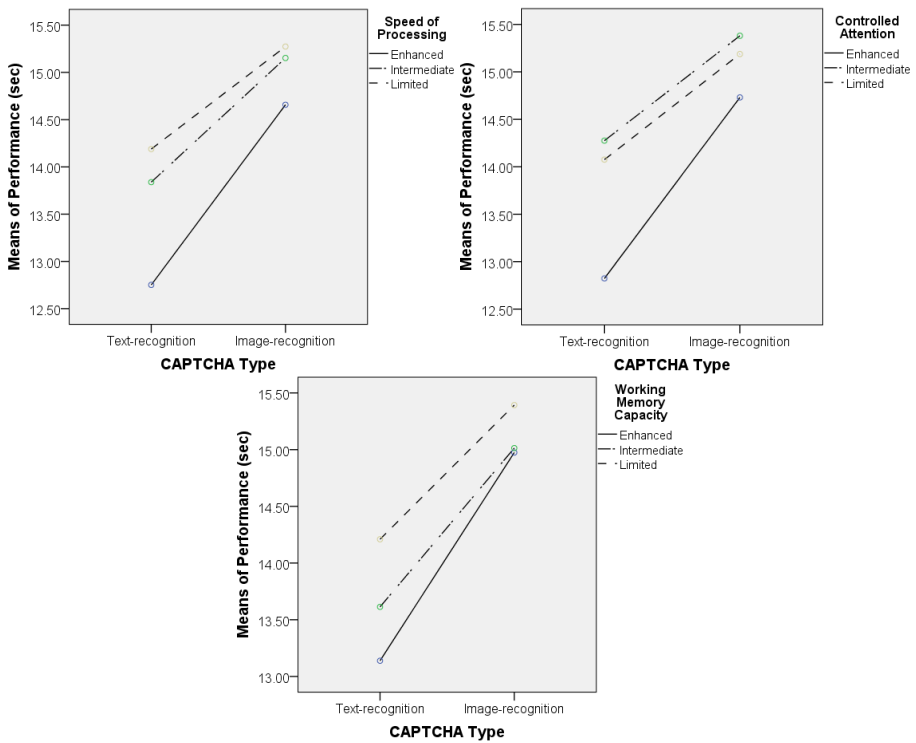 Means of Performance (sec)
15.50
15.00
14.50
14.00
13.50
13.00
12.50
Text-recognition Image-recognition
CAPTCHA Type
Speed of
Processing
Enhanced
Intermediate
Limited
Means of Performance (sec)
15.50
15.00
14.50
14.00
13.50
13.00
12.50
Text-recognition Image-recognition
CAPTCHA Type
Controlled
Attention
Enhanced
Intermediate
Limited
Means of Performance (sec)
15.50
15.00
14.50
14.00
13.50
13.00
Text-recognition Image-recognition
CAPTCHA Type
Working
Memory
Capacity
Enhanced
Intermediate
Limited